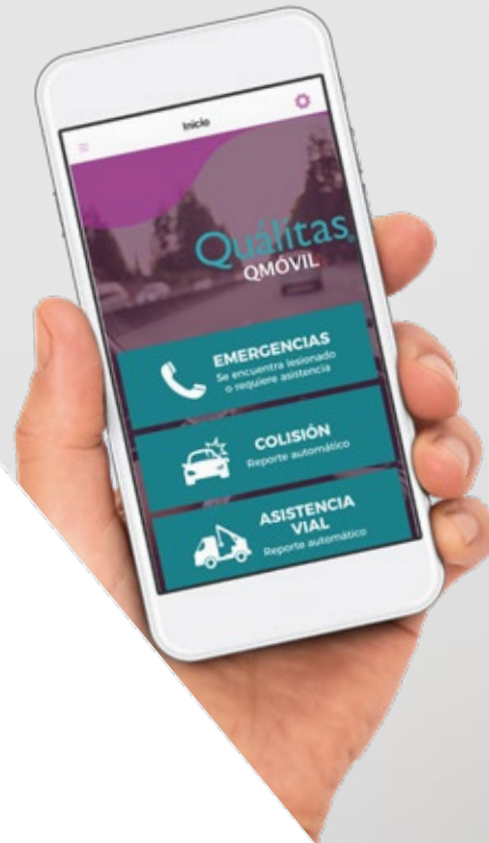 Inicio
Quálitas®
QMÓVIL
EMERGENCIAS
Se encuentra lesionado
o requiere asistencia
COLISIÓN
Reporte automático
ASISTENCIA
VIAL
Reporte automático